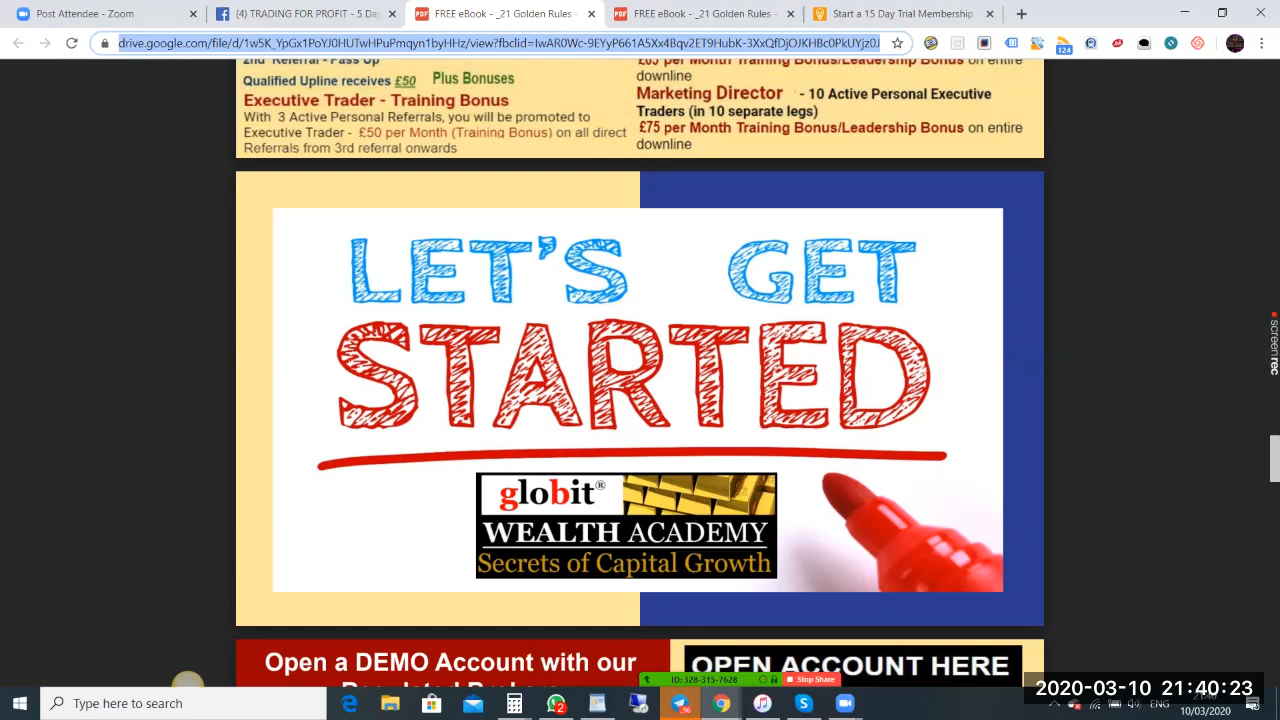 As Attendee - Zoom
(4) TRADING FOR PROFIT - 5 Day
FREE eBook - _21 Golden Rules -
FREE eBook - _21 Golden Rules -
Start a 15 Day Trial Membership
drive.google.com/file/d/1w5K_YpGx1PoYJ0HUTwHPuPmqyn1byHHz/view?fbclid=IwAR0Wc-9EYyP661A5Xx4Bqv2ET9HubK-3XxQfDjOJKHBc0PkUYjz0J
124
2nd Referral - Pass Up
Qualified Upline receives £50 Plus Bonuses
Executive Trader - Training Bonus
With 3 Active Personal Referrals, you will be promoted to
Executive Trader - £50 per Month (Training Bonus) on all direct
Referrals from 3rd referral onwards
£65 per Month Training Bonus/Leadership Bonus on entire
downline
Marketing Director - 10 Active Personal Executive
Traders (in 10 separate legs)
£75 per Month Training Bonus/Leadership Bonus on entire
downline
LET'S GET
STARTED
globit®
WEALTH ACADEMY
Secrets of Capital Growth
Open a DEMO Account with our
OPEN ACCOUNT HERE
ID: 328-315-7628
Stop Share
screenrec
Type here to search
2
96
ENG
2020-03-10 21:40:23
10/03/2020